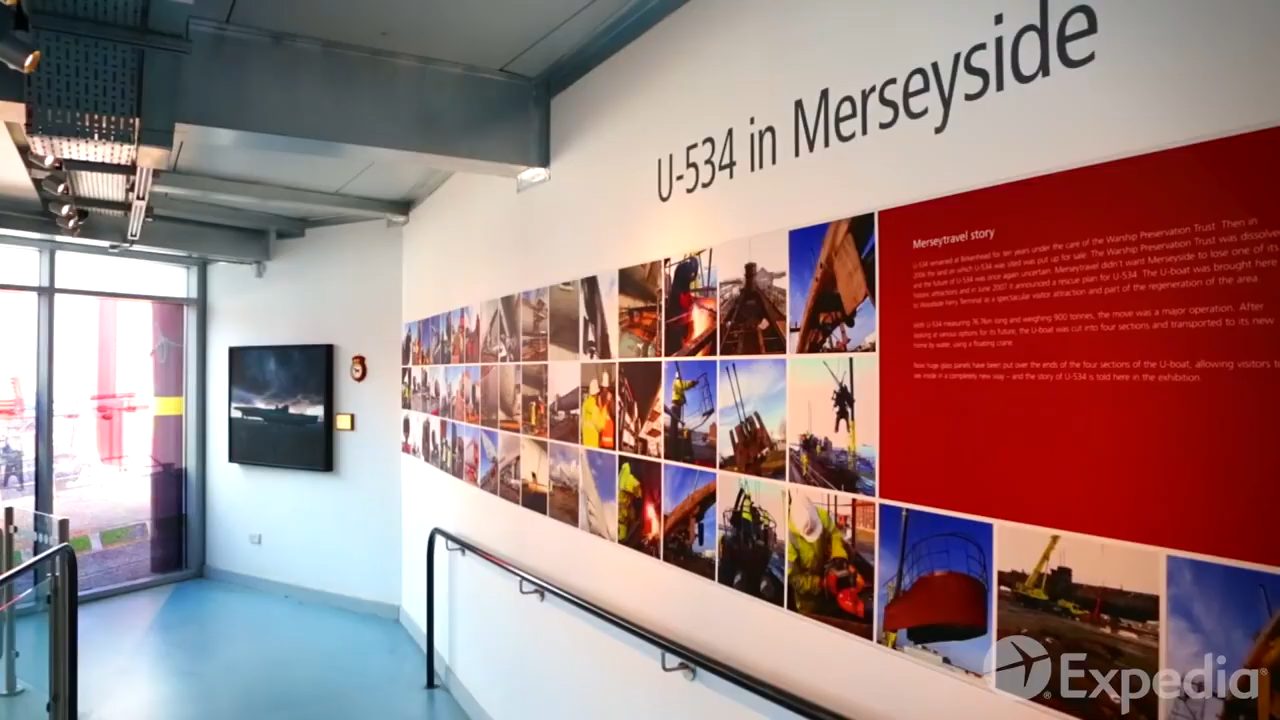 U-534 in Merseyside
Merseytravel story
U-534 remained at Birkenhead for ten years under the care of the Warship Preservation Trust. Then in
2006 the land on which U-534 was sited was put up for sale. The Warship Preservation Trust was dissolved
and the future of U-534 was once again uncertain. Merseytravel didn't want Merseyside to lose one of its
historic attractions and in June 2007 it announced a rescue plan for U-534. The U-boat was brought here
to Woodside Ferry Terminal as a spectacular visitor attraction and part of the regeneration of the area.
With U-534 measuring 76.76m long and weighing 900 tonnes, the move was a major operation. After
looking at various options for its future, the U-boat was cut into four sections and transported to its new
home by water, using a floating crane.
Now huge glass panels have been put over the ends of the four sections of the U-boat, allowing visitors to
see inside in a completely new way – and the story of U-534 is told here in the exhibition.
Expedia®